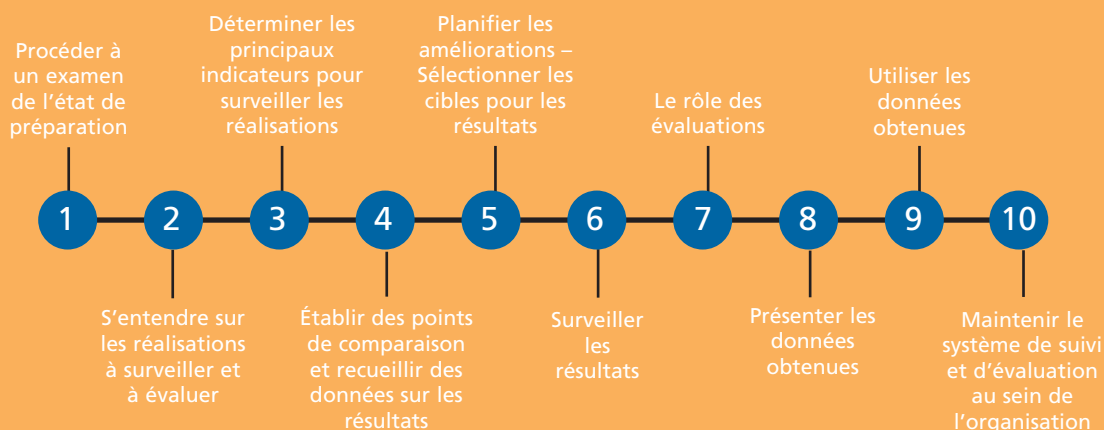 Procéder à
un examen
de l'état de
préparation
Déterminer les
principaux
indicateurs pour
surveiller les
réalisations
Planifier les
améliorations –
Sélectionner les
cibles pour les
résultats
Le rôle des
évaluations
Utiliser les
données
obtenues
1
2
3
4
5
6
7
8
9
10
S'entendre sur
les réalisations
à surveiller et
à évaluer
Établir des points
de comparaison
et recueillir des
données sur les
résultats
Surveiller
les
résultats
Présenter les
données
obtenues
Maintenir le
système de suivi
et d'évaluation
au sein de
l'organisation